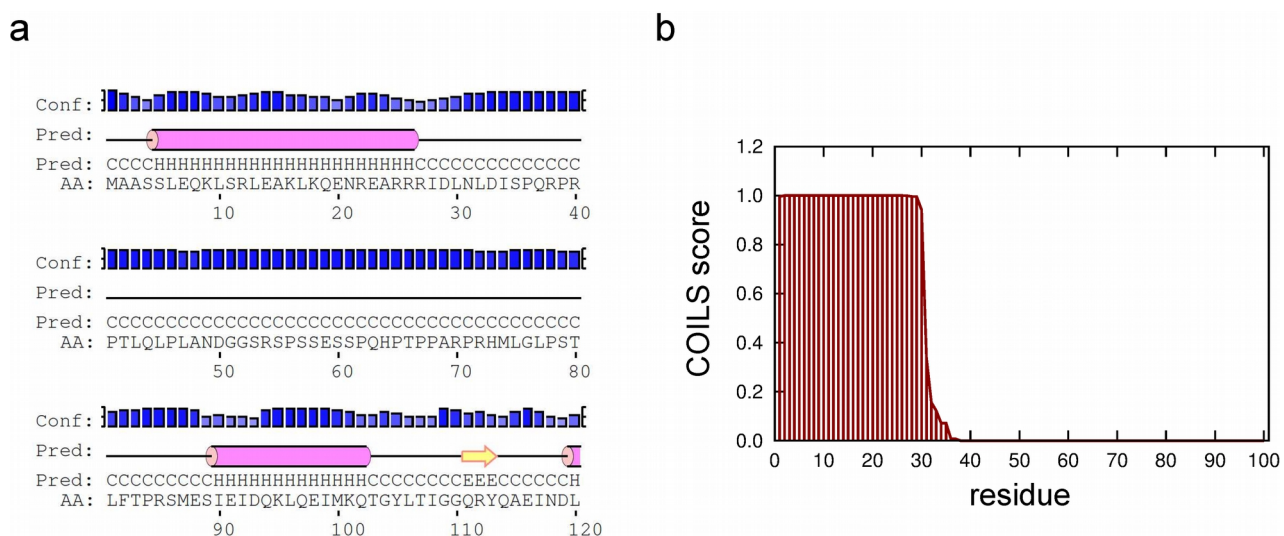 a
Conf:
Pred:
Pred: CCCCHHHHHHHHHHHHHHHHHHHHHHCCCCCCCCCCCCCC
AA: MAASSLEQKLSRLEAKLKQENREARRRIDLNLDISPQRPR
10 20 30 40
Conf:
Pred:
Pred: CCCCCCCCCCCCCCCCCCCCCCCCCCCCCCCCCCCCCCCC
AA: PTLQLPLANDGGSRSPSSESSPQHPTPPARPRHMLGLPST
50 60 70 80
Conf:
Pred:
Pred: CCCCCCCCCHHHHHHHHHHHHHCCCCCCCCEEECCCCCCH
AA: LFTPRSMESIEIDQKLQEIMKQTGYLTIGGQRYQAEINDL
90 100 110 120
b
1.2
1.0
0.8
0.6
0.4
0.2
0.0
COILS score
0 10 20 30 40 50 60 70 80 90 100
residue